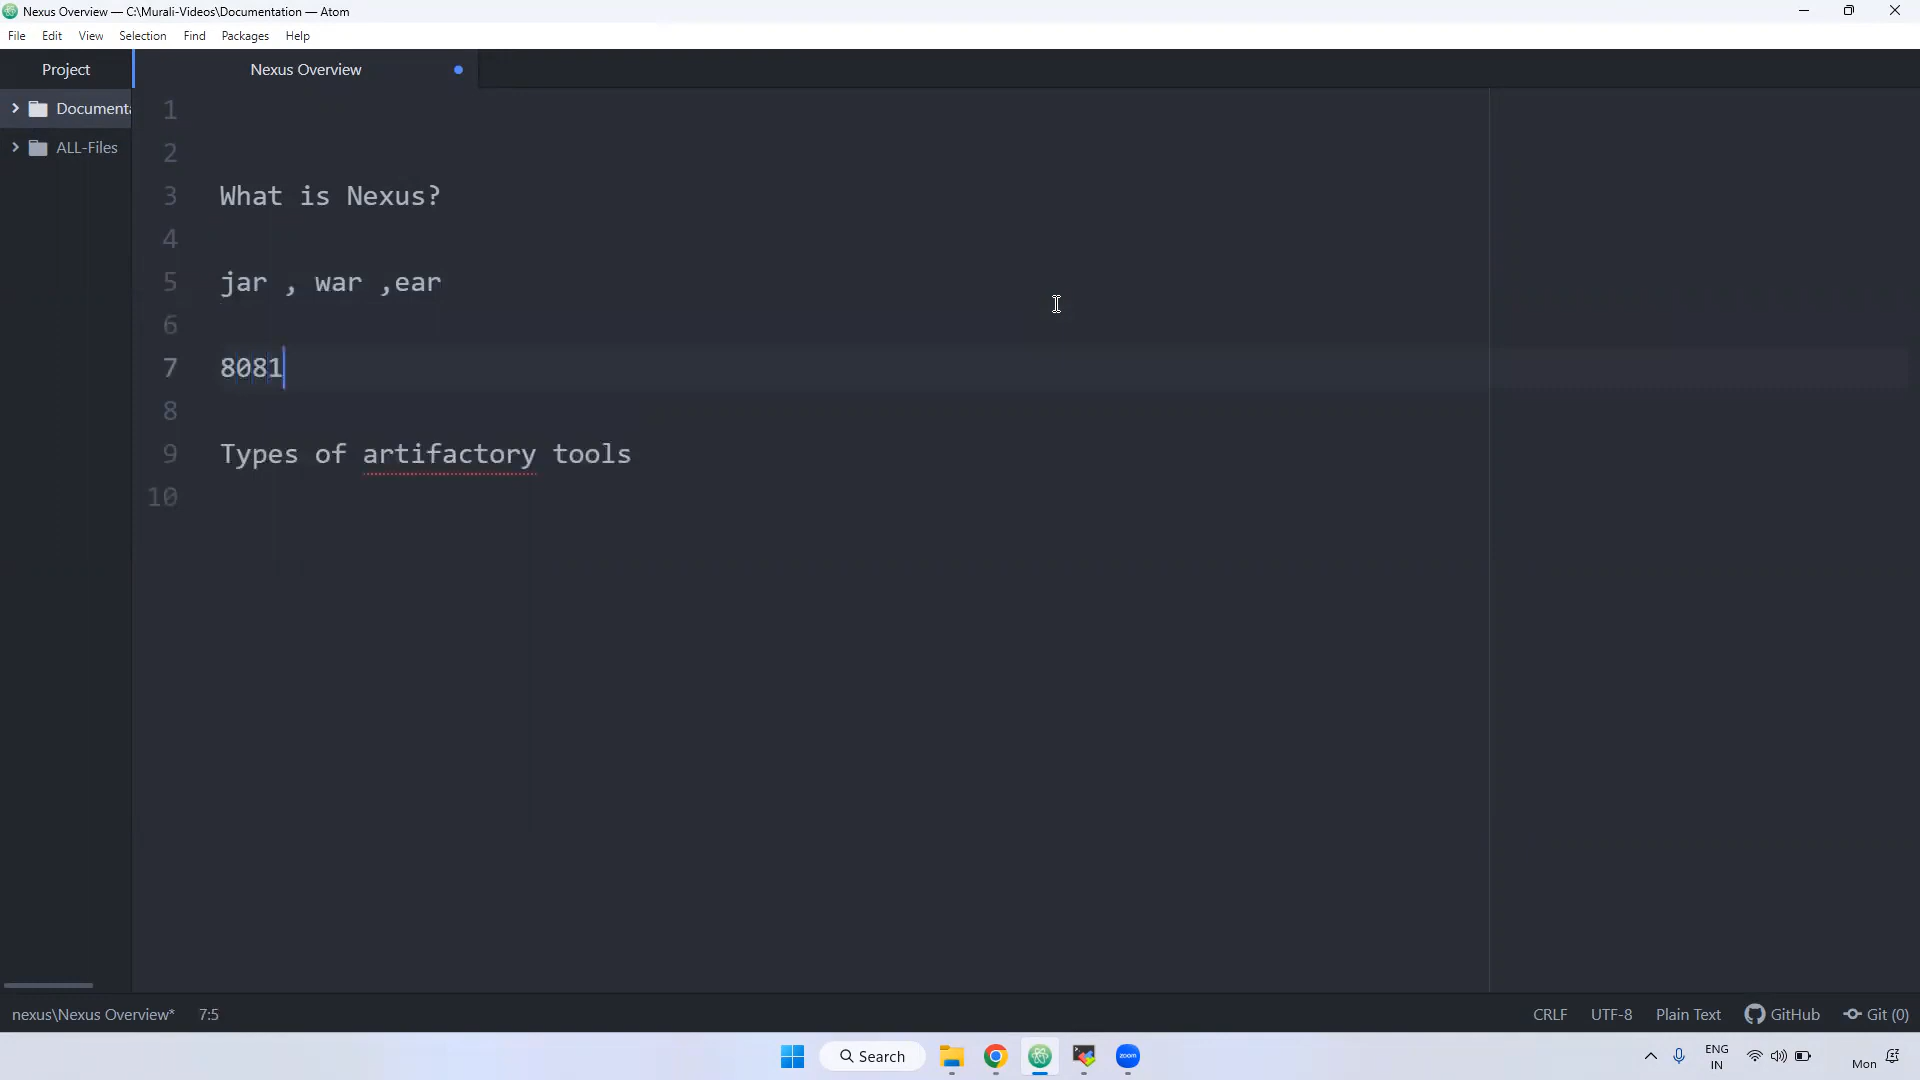 Nexus Overview — C:\Murali-Videos\Documentation — Atom
File Edit View Selection Find Packages Help
Project
Nexus Overview
Documenta
ALL-Files
1
2
3 What is Nexus?
4
5 jar , war ,ear
6
7 8081
8
9 Types of artifactory tools
10
nexus\Nexus Overview* 7:5
CRLF UTF-8 Plain Text GitHub Git (0)
Search
zoom
ENG
IN
Mon